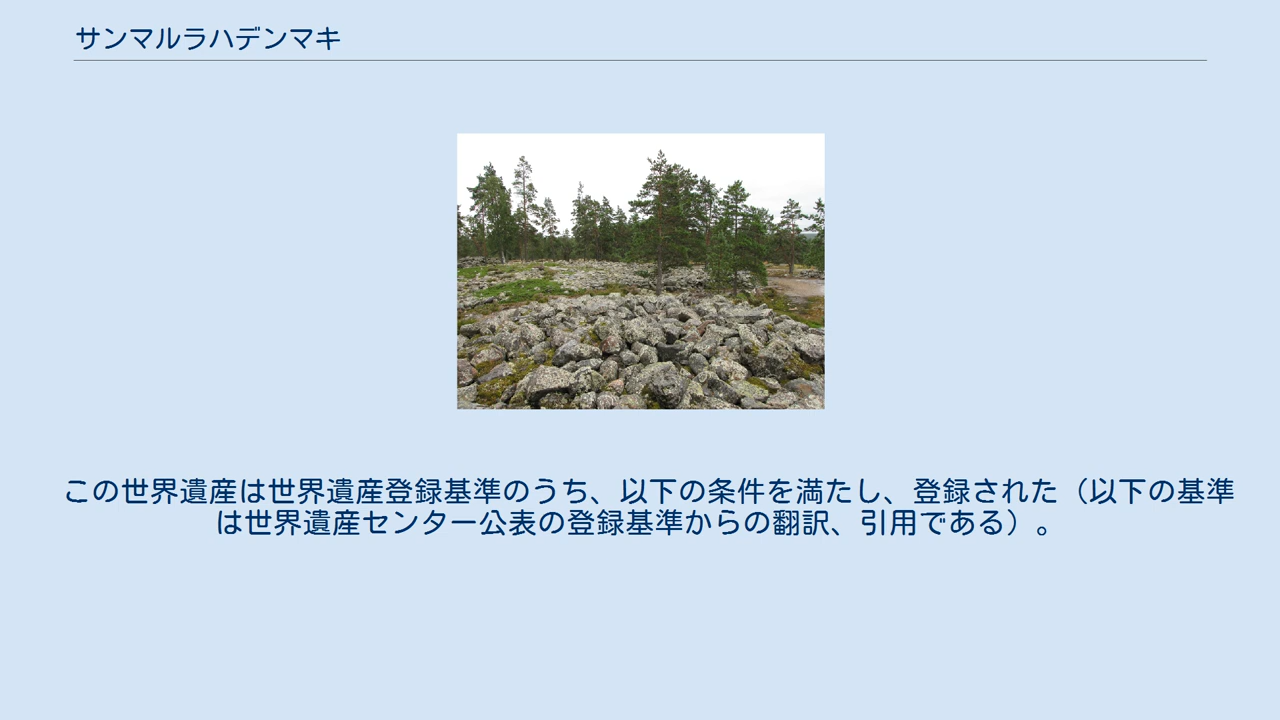 サンマルラハデンマキ
この世界遺産は世界遺産登録基準のうち、以下の条件を満たし、登録された（以下の基準
は世界遺産センター公表の登録基準からの翻訳、引用である）。